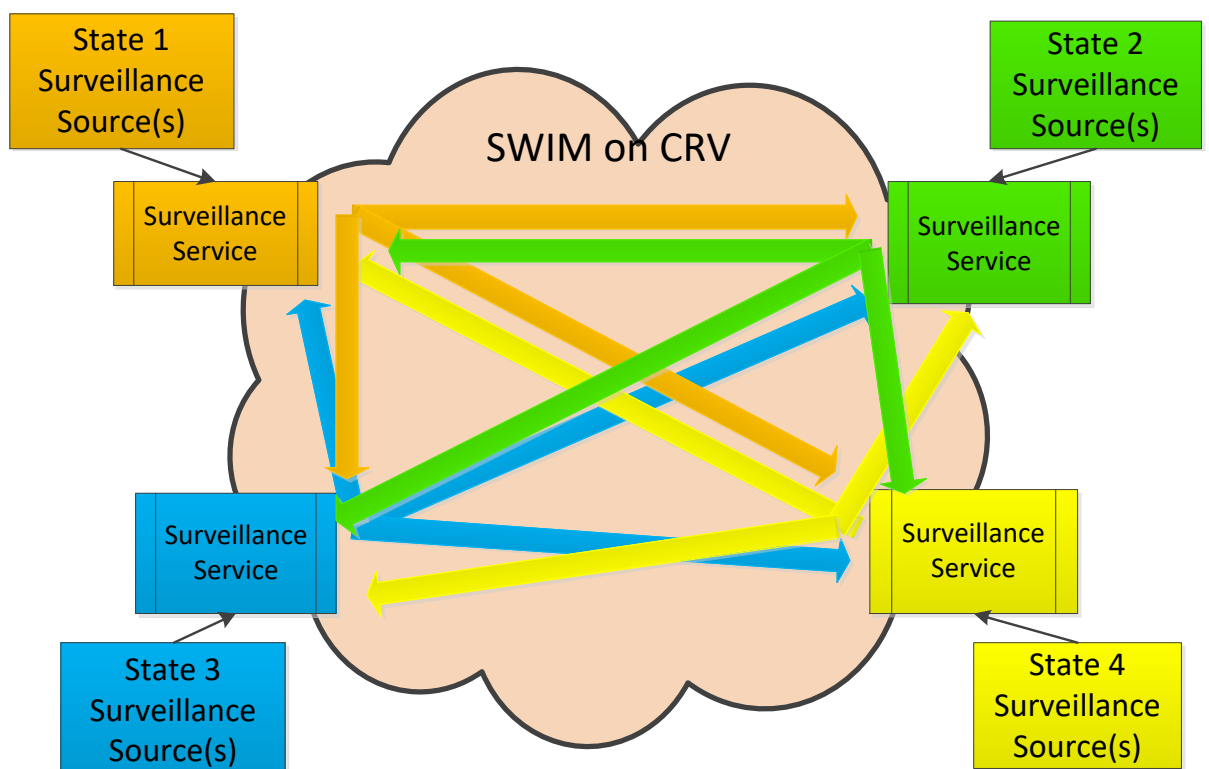 State 1
Surveillance
Source(s)
State 2
Surveillance
Source(s)
SWIM on CRV
Surveillance
Service
Surveillance
Service
Surveillance
Service
Surveillance
Service
State 3
Surveillance
Source(s)
State 4
Surveillance
Source(s)